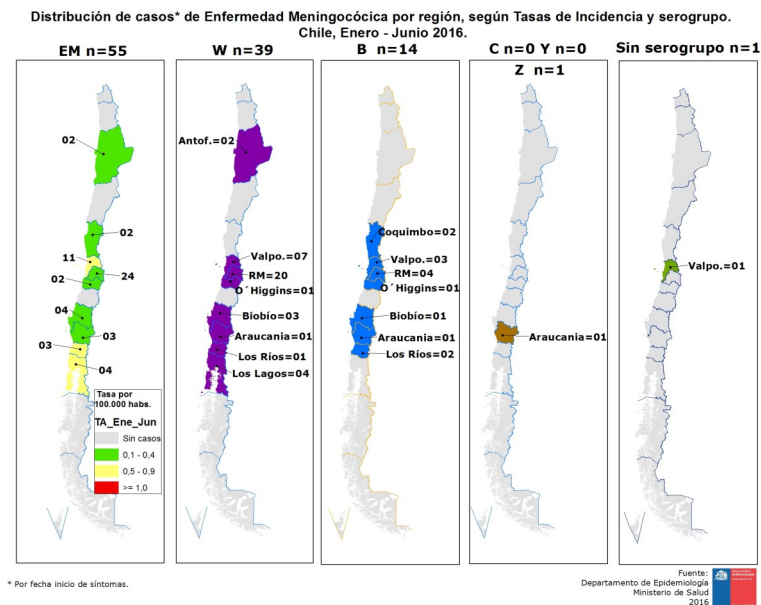 Distribución de casos* de Enfermedad Meningocócica por región, según Tasas de Incidencia y serogrupo.
Chile, Enero - Junio 2016.
EM n=55
02
02
11
24
02
04
03
03
04
Tasa por
100.000 habs.
TA_Ene_Jun
Sin casos
0,1 - 0,4
0,5 - 0,9
>= 1,0
W n=39
Antof.=02
Valpo.=07
RM=20
O´Higgins=01
Biobío=03
Araucania=01
Los Ríos=01
Los Lagos=04
B n=14
Coquimbo=02
Valpo.=03
RM=04
O´Higgins=01
Biobío=01
Araucania=01
Los Ríos=02
C n=0 Y n=0
Z n=1
Araucania=01
Sin serogrupo n=1
Valpo.=01
* Por fecha inicio de síntomas.
Fuente:
Departamento de Epidemiología
Ministerio de Salud
2016